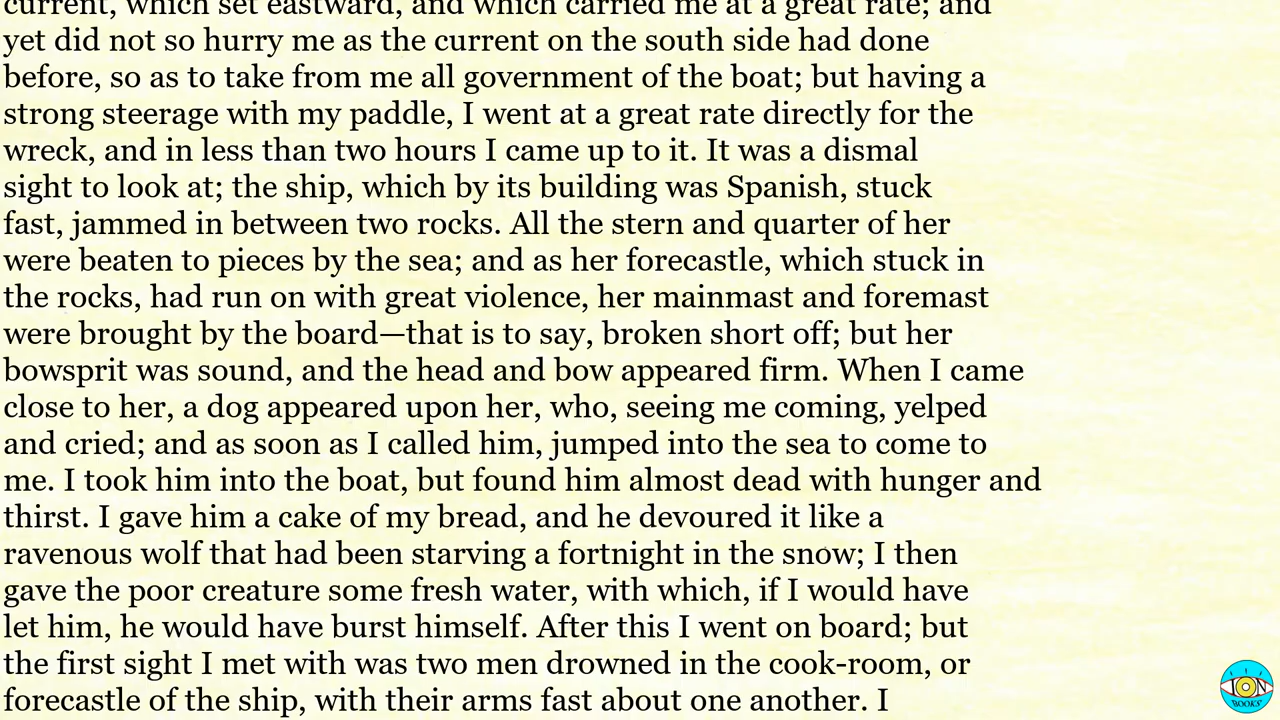 current, which set eastward, and which carried me at a great rate; and
yet did not so hurry me as the current on the south side had done
before, so as to take from me all government of the boat; but having a
strong steerage with my paddle, I went at a great rate directly for the
wreck, and in less than two hours I came up to it. It was a dismal
sight to look at; the ship, which by its building was Spanish, stuck
fast, jammed in between two rocks. All the stern and quarter of her
were beaten to pieces by the sea; and as her forecastle, which stuck in
the rocks, had run on with great violence, her mainmast and foremast
were brought by the board—that is to say, broken short off; but her
bowsprit was sound, and the head and bow appeared firm. When I came
close to her, a dog appeared upon her, who, seeing me coming, yelped
and cried; and as soon as I called him, jumped into the sea to come to
me. I took him into the boat, but found him almost dead with hunger and
thirst. I gave him a cake of my bread, and he devoured it like a
ravenous wolf that had been starving a fortnight in the snow; I then
gave the poor creature some fresh water, with which, if I would have
let him, he would have burst himself. After this I went on board; but
the first sight I met with was two men drowned in the cook-room, or
forecastle of the ship, with their arms fast about one another. I
ION
BOOKS